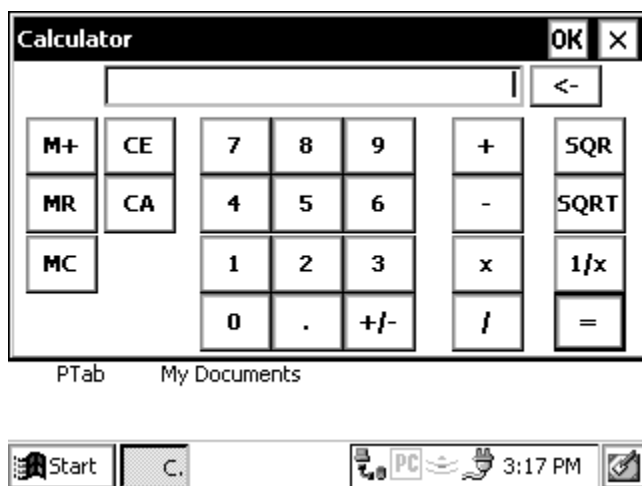 Calculator OK ×
<-
M+ CE 7 8 9 + SQR
MR CA 4 5 6 - SQRT
MC 1 2 3 x 1/x
0 . +/- / =
PTab My Documents
Start C. PC 3:17 PM